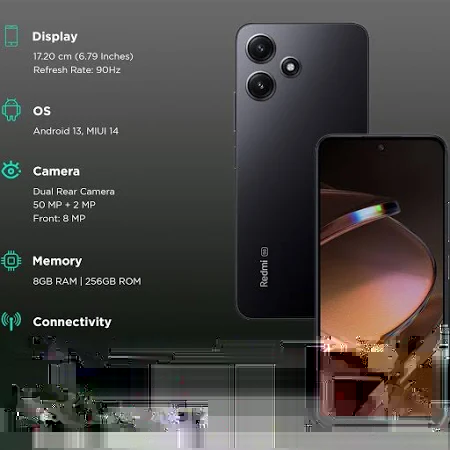 Display
17.20 cm (6.79 Inches)
Refresh Rate: 90Hz
OS
Android 13, MIUI 14
Camera
Dual Rear Camera
50 MP + 2 MP
Front: 8 MP
Memory
8GB RAM | 256GB ROM
Connectivity
Redmi 5G